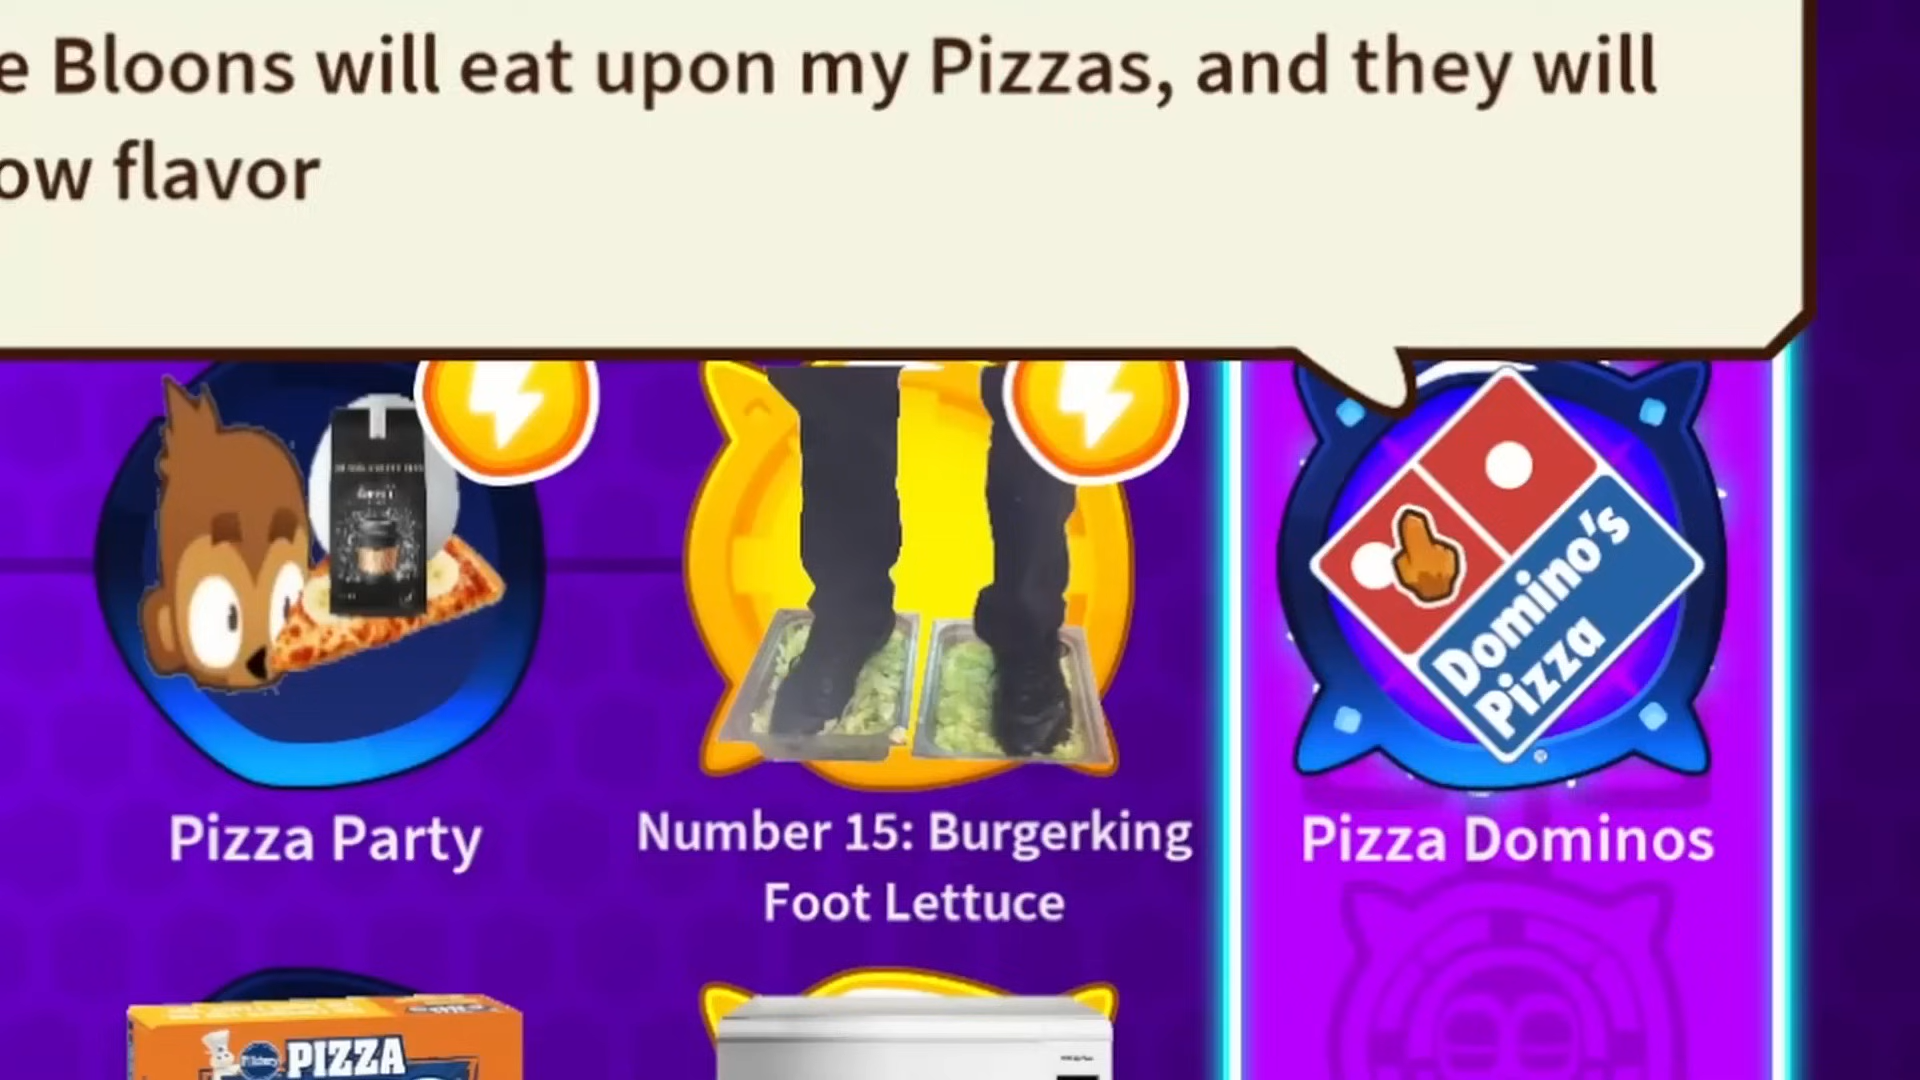 e Bloons will eat upon my Pizzas, and they will
ow flavor
Domino's
Pizza
Pizza Party
Number 15: Burgerking
Foot Lettuce
Pizza Dominos
Pillsbury
PIZZA